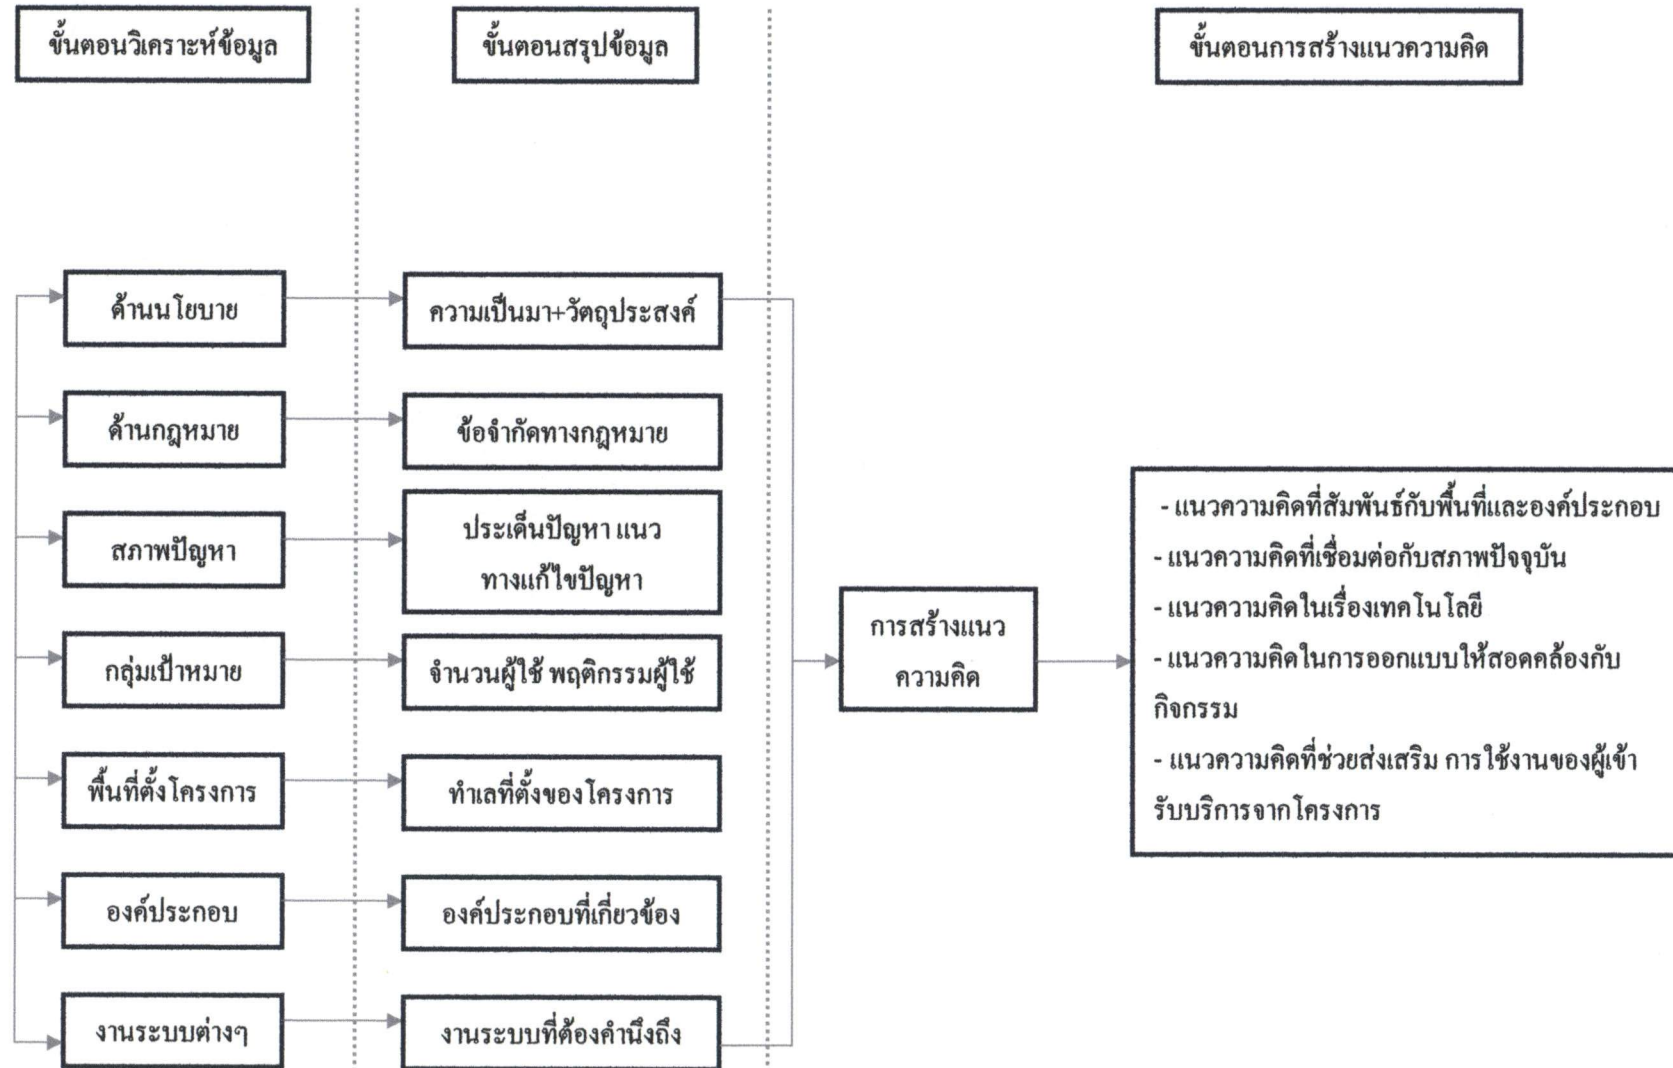 ขั้นตอนวิเคราะห์ข้อมูล
ขั้นตอนสรุปข้อมูล
ขั้นตอนการสร้างแนวความคิด
ด้านนโยบาย
ความเป็นมา+วัตถุประสงค์
ด้านกฎหมาย
ข้อจำกัดทางกฎหมาย
สภาพปัญหา
ประเด็นปัญหา แนว
ทางแก้ไขปัญหา
กลุ่มเป้าหมาย
จำนวนผู้ใช้ พฤติกรรมผู้ใช้
พื้นที่ตั้งโครงการ
ทำเลที่ตั้งของโครงการ
องค์ประกอบ
องค์ประกอบที่เกี่ยวข้อง
งานระบบต่างๆ
งานระบบที่ต้องคำนึงถึง
การสร้างแนว
ความคิด
- แนวความคิดที่สัมพันธ์กับพื้นที่และองค์ประกอบ
- แนวความคิดที่เชื่อมต่อกับสภาพปัจจุบัน
- แนวความคิดในเรื่องเทคโนโลยี
- แนวความคิดในการออกแบบให้สอดคล้องกับ
กิจกรรม
- แนวความคิดที่ช่วยส่งเสริม การใช้งานของผู้เข้า
รับบริการจากโครงการ